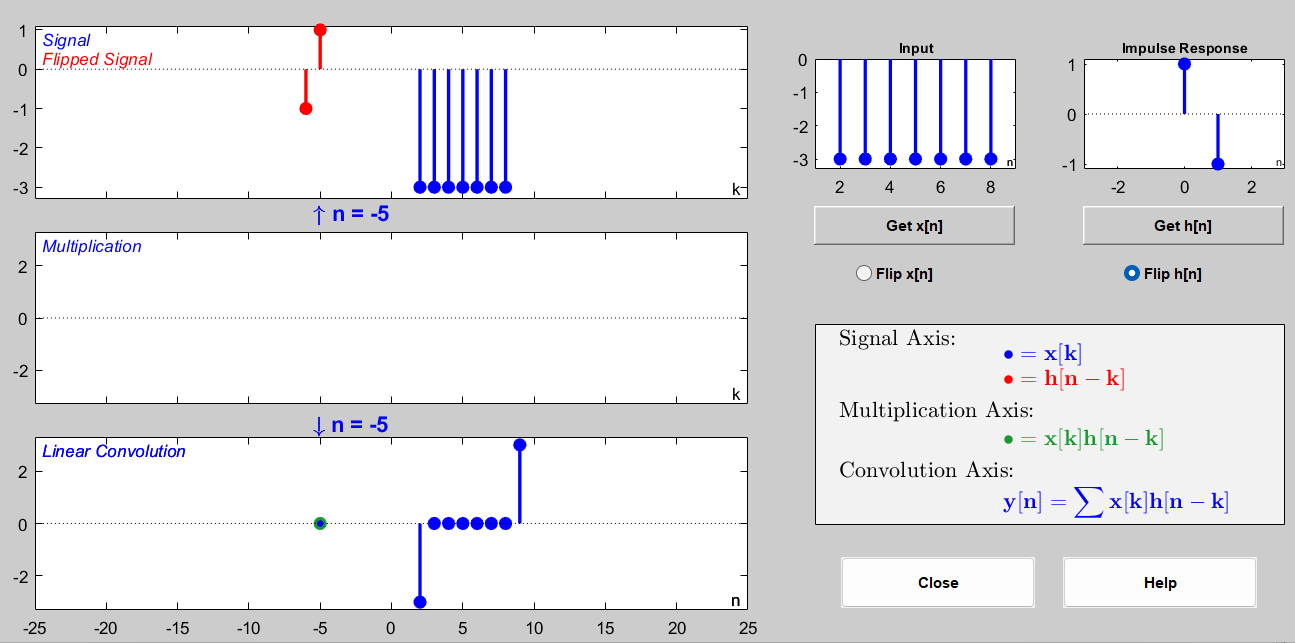 Signal
Flipped Signal
1
0
-1
-2
-3
k
↑ n = -5
Multiplication
2
0
-2
k
↓ n = -5
Linear Convolution
2
0
-2
n
-25 -20 -15 -10 -5 0 5 10 15 20 25
Input
0
-1
-2
-3
n
2 4 6 8
Get x[n]
Flip x[n]
Impulse Response
1
0
-1
n
-2 0 2
Get h[n]
Flip h[n]
Signal Axis:
• = x[k]
• = h[n − k]
Multiplication Axis:
• = x[k]h[n − k]
Convolution Axis:
y[n] = ∑ x[k]h[n − k]
Close
Help